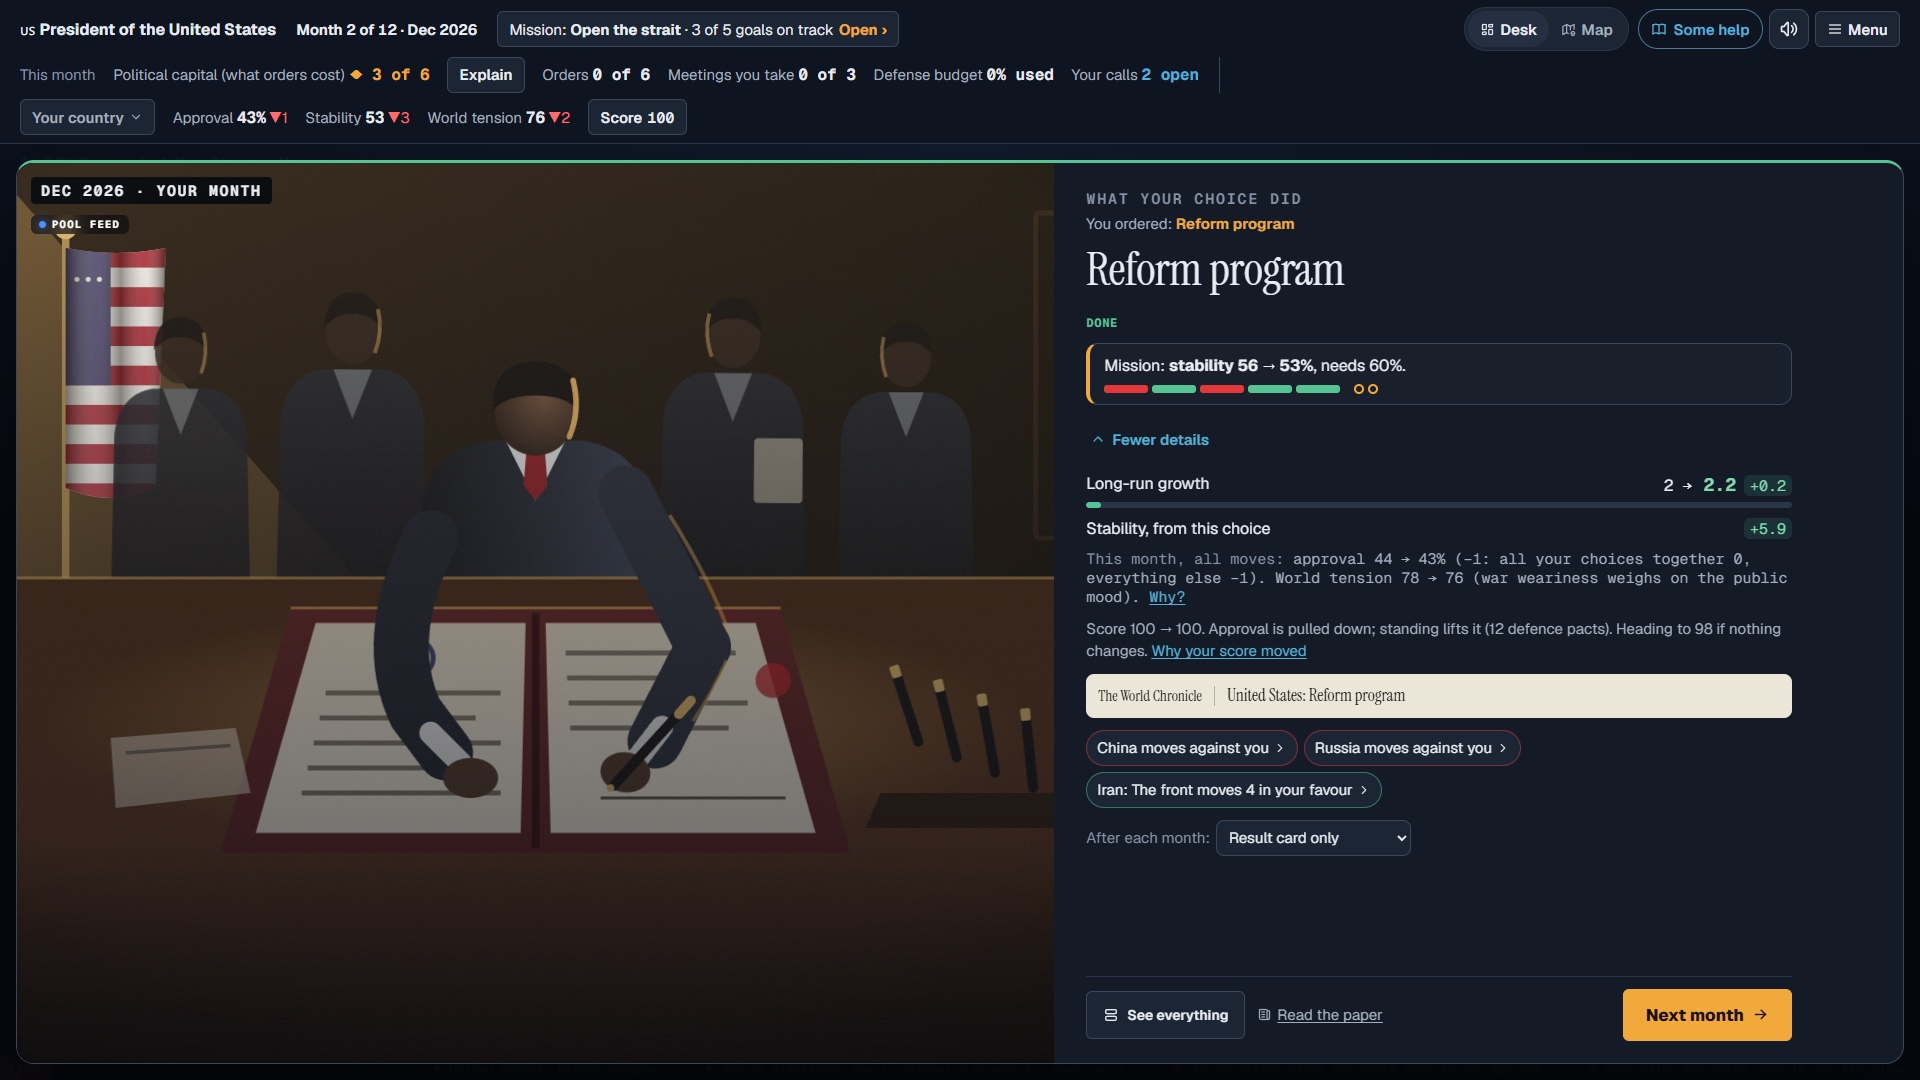 US President of the United States
Month 2 of 12 · Dec 2026
Mission: Open the strait · 3 of 5 goals on track Open ›
Desk
Map
Some help
Menu
This month
Political capital (what orders cost) ◆ 3 of 6
Explain
Orders 0 of 6
Meetings you take 0 of 3
Defense budget 0% used
Your calls 2 open
Your country
Approval 43% ▼1
Stability 53 ▼3
World tension 76 ▼2
Score 100
DEC 2026 · YOUR MONTH
POOL FEED
WHAT YOUR CHOICE DID
You ordered: Reform program
Reform program
DONE
Mission: stability 56 → 53%, needs 60%.
Fewer details
Long-run growth
2 → 2.2 +0.2
Stability, from this choice
+5.9
This month, all moves: approval 44 → 43% (−1: all your choices together 0,
everything else −1). World tension 78 → 76 (war weariness weighs on the public
mood). Why?
Score 100 → 100. Approval is pulled down; standing lifts it (12 defence pacts). Heading to 98 if nothing
changes. Why your score moved
The World Chronicle
United States: Reform program
China moves against you ›
Russia moves against you ›
Iran: The front moves 4 in your favour ›
After each month:
Result card only
See everything
Read the paper
Next month →